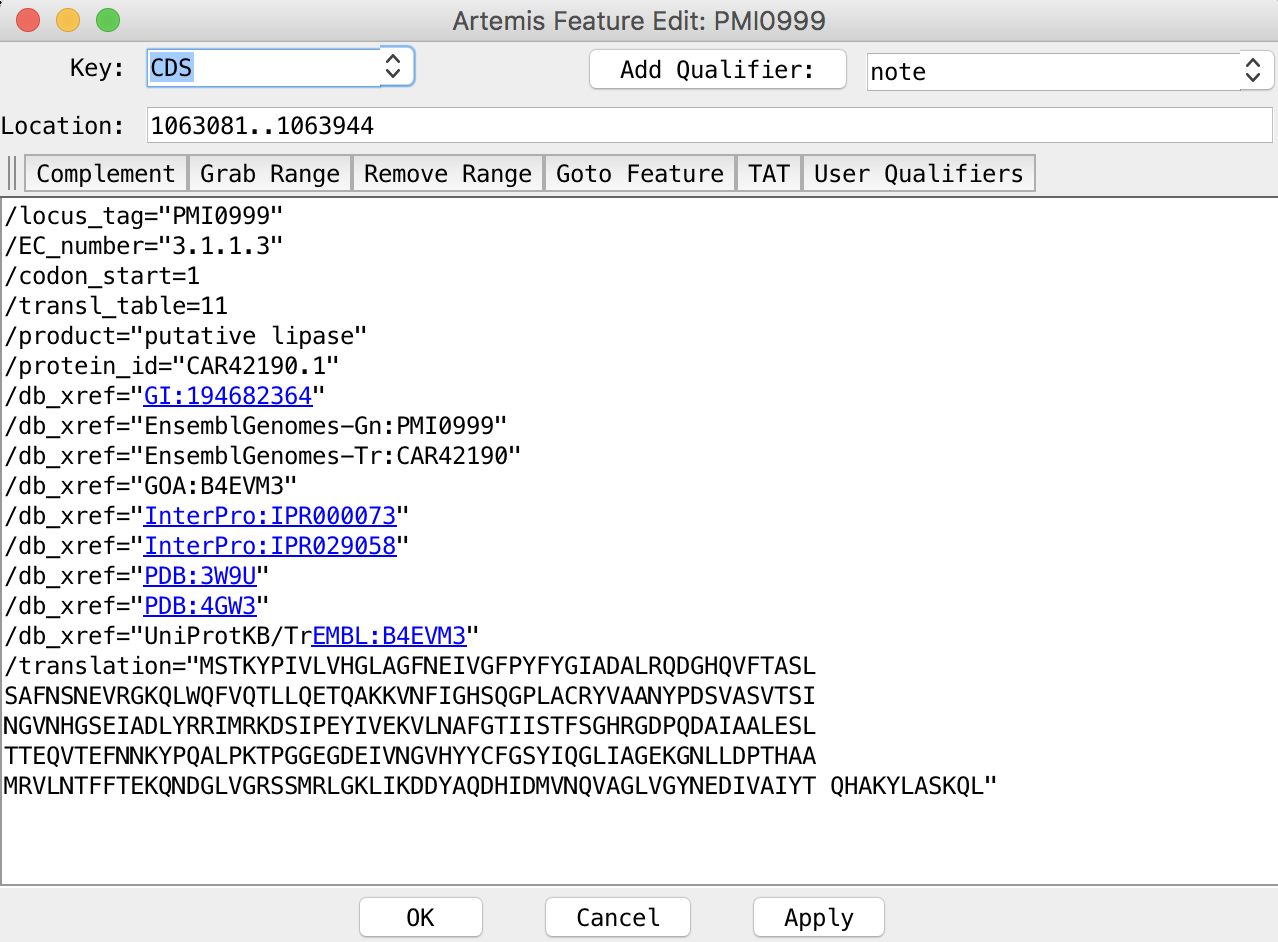 Artemis Feature Edit: PMI0999
Key: CDS Add Qualifier: note
Location: 1063081..1063944
Complement Grab Range Remove Range Goto Feature TAT User Qualifiers
/locus_tag="PMI0999"
/EC_number="3.1.1.3"
/codon_start=1
/transl_table=11
/product="putative lipase"
/protein_id="CAR42190.1"
/db_xref="GI:194682364"
/db_xref="EnsemblGenomes-Gn:PMI0999"
/db_xref="EnsemblGenomes-Tr:CAR42190"
/db_xref="GOA:B4EVM3"
/db_xref="InterPro:IPR000073"
/db_xref="InterPro:IPR029058"
/db_xref="PDB:3W9U"
/db_xref="PDB:4GW3"
/db_xref="UniProtKB/TrEMBL:B4EVM3"
/translation="MSTKYPIVLVHGLAGFNEIVGFPYFYGIADALRQDGHQVFTASL
SAFNSNEVRGKQLWQFVQTLLQETQAKKVNFIGHSQGPLACRYVAANYPDSVASVTSI
NGVNHGSEIADLYRRIMRKDSIPEYIVEKVLNAFGTIISTFSGHRGDPQDAIAALESL
TTEQVTEFNNKYPQALPKTPGGEGDEIVNGVHYYCFGSYIQGLIAGEKGNLLDPTHAA
MRVLNTFFTEKQNDGLVGRSSMRLGKLIKDDYAQDHIDMVNQVAGLVGYNEDIVAIYT QHAKYLASKQL"
OK Cancel Apply